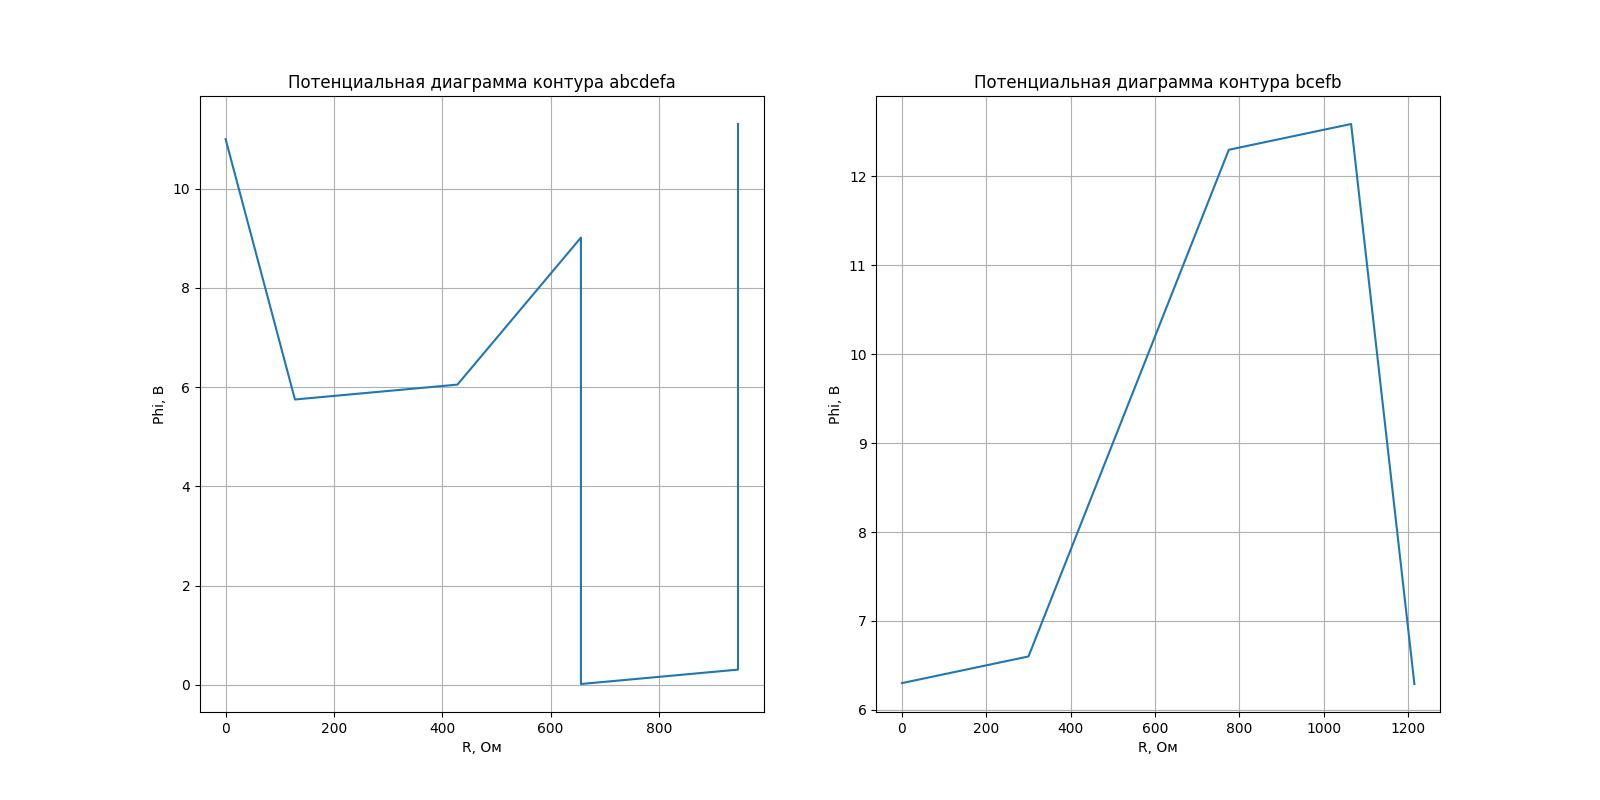 Потенциальная диаграмма контура abcdefa
10
8
6
4
2
0
Phi, В
0 200 400 600 800
R, Ом
Потенциальная диаграмма контура bcefb
12
11
10
9
8
7
6
Phi, В
0 200 400 600 800 1000 1200
R, Ом